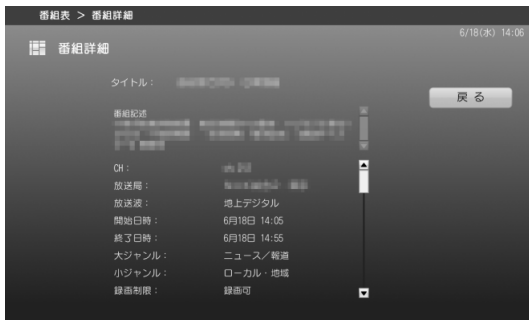 番組表 ＞ 番組詳細
6/18(水) 14:06
番組詳細
タイトル：
戻る
番組記述
CH：
放送局：
放送波： 地上デジタル
開始日時： 6月18日 14:05
終了日時： 6月18日 14:55
大ジャンル： ニュース／報道
小ジャンル： ローカル・地域
録画制限： 録画可